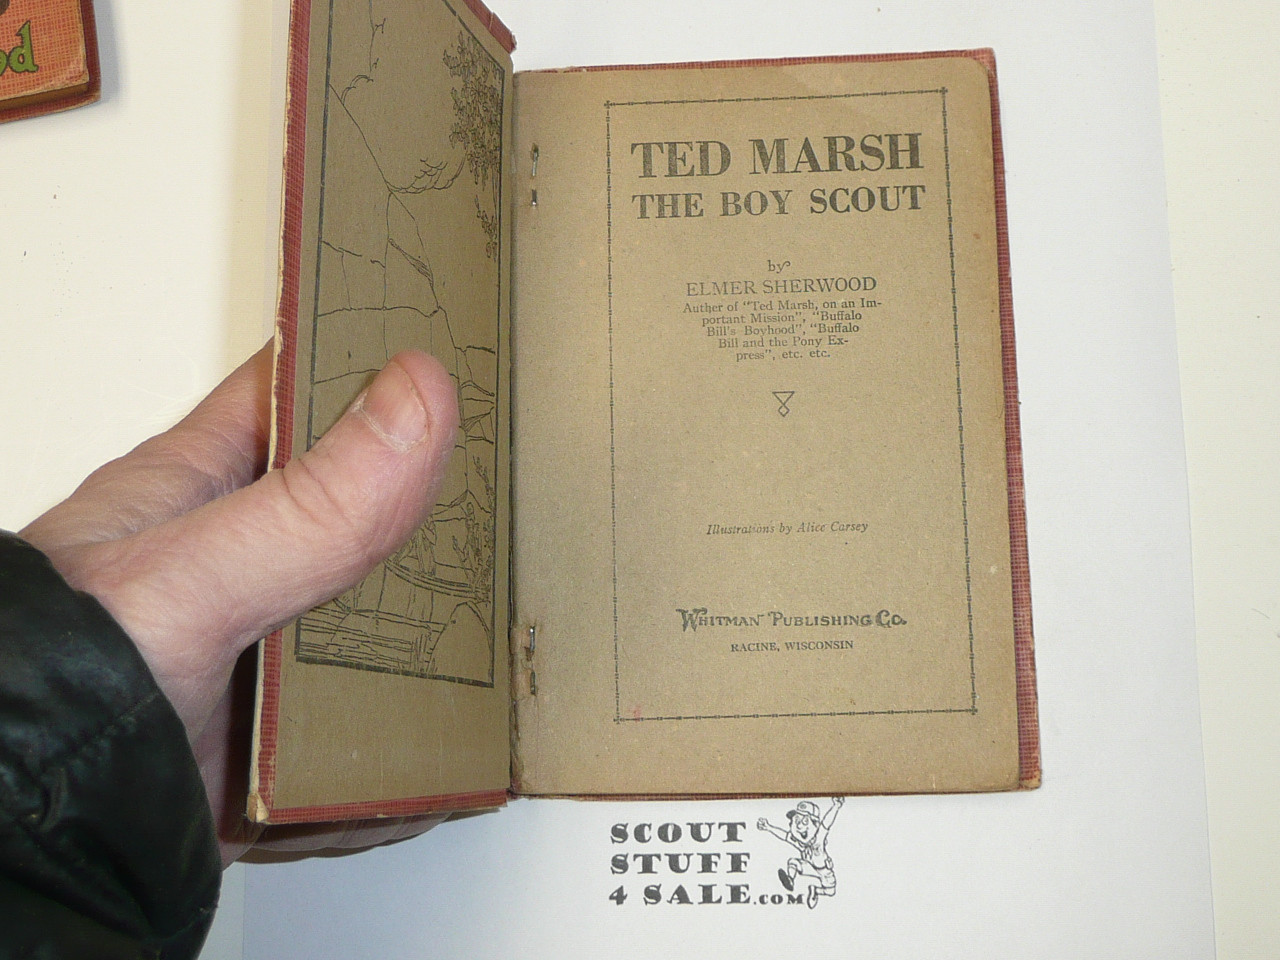 od
TED MARSH
THE BOY SCOUT
by
ELMER SHERWOOD
Auther of "Ted Marsh, on an Im-
portant Mission", "Buffalo
Bill's Boyhood", "Buffalo
Bill and the Pony Ex-
press", etc. etc.
Illustrations by Alice Carsey
WHITMAN PUBLISHING CO.
RACINE, WISCONSIN
SCOUT
STUFF
4 SALE.COM